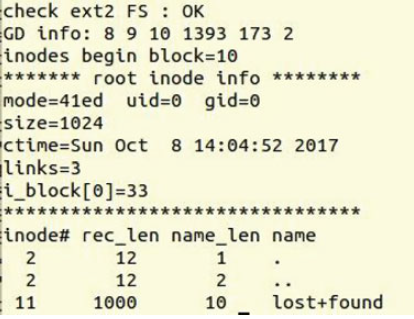 check ext2 FS : OK
GD info: 8 9 10 1393 173 2
inodes begin block=10
******* root inode info ********
mode=41ed  uid=0  gid=0
size=1024
ctime=Sun Oct  8 14:04:52 2017
links=3
i_block[0]=33
********************************
inode# rec_len name_len name
2 12 1 .
2 12 2 ..
11 1000 10 lost+found